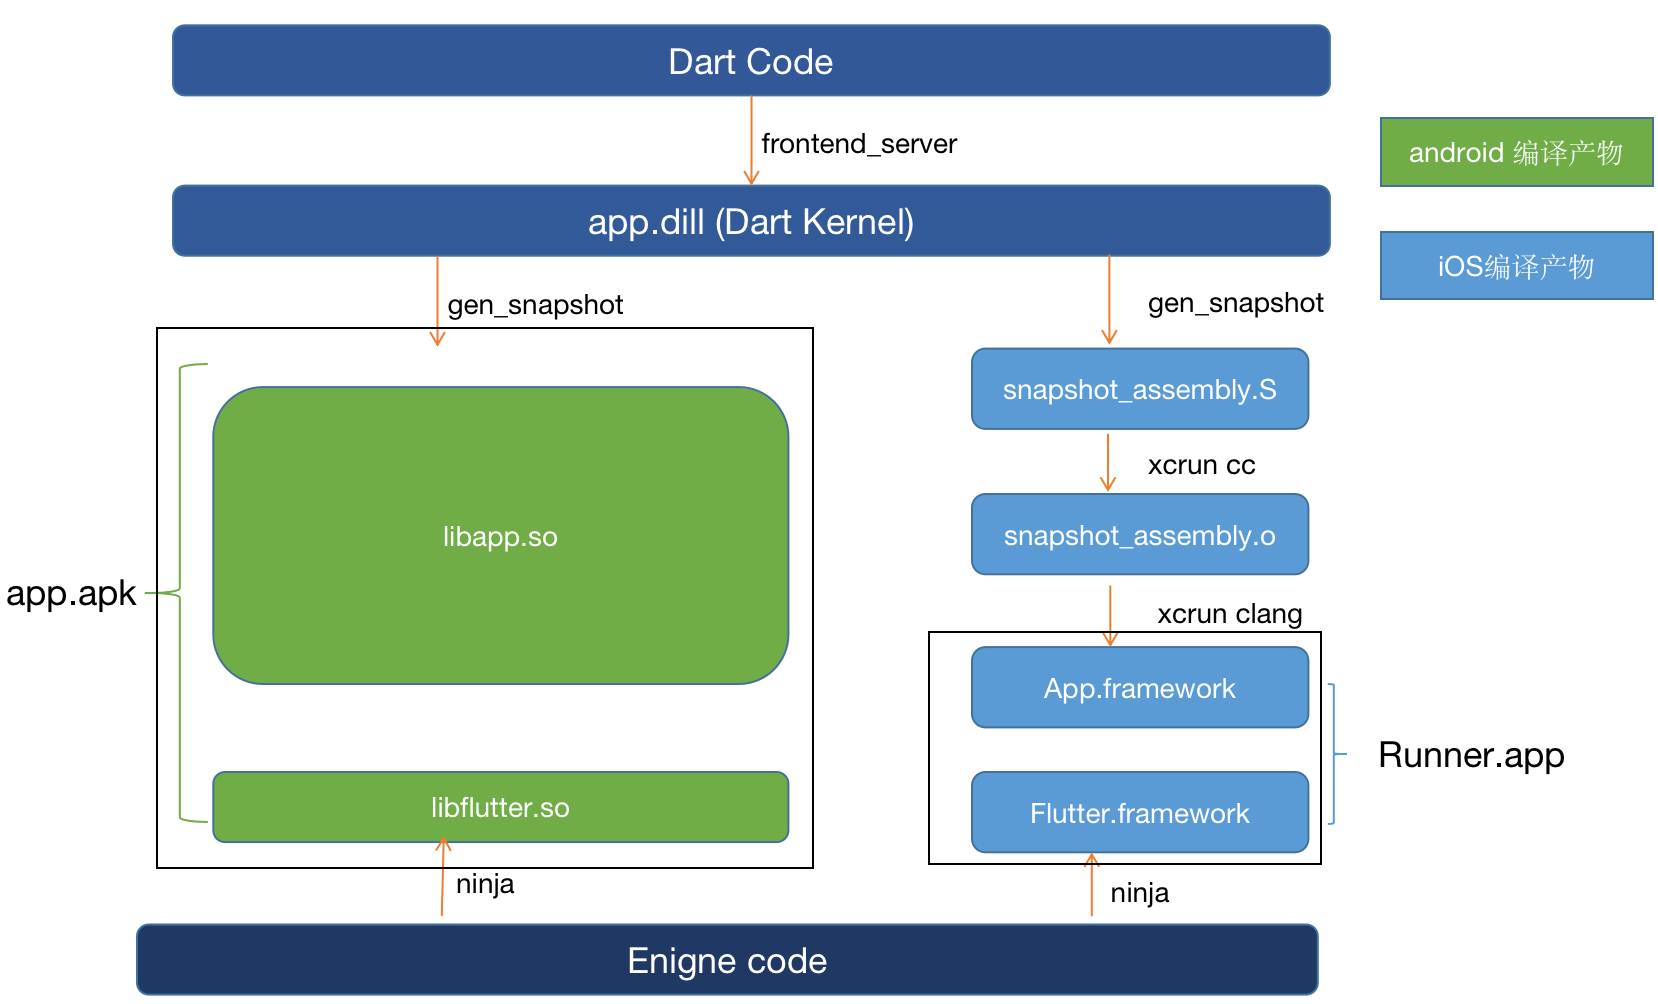 Dart Code
frontend_server
android 编译产物
app.dill (Dart Kernel)
iOS编译产物
gen_snapshot
gen_snapshot
snapshot_assembly.S
xcrun cc
libapp.so
snapshot_assembly.o
app.apk
xcrun clang
App.framework
Runner.app
libflutter.so
Flutter.framework
ninja
ninja
Enigne code